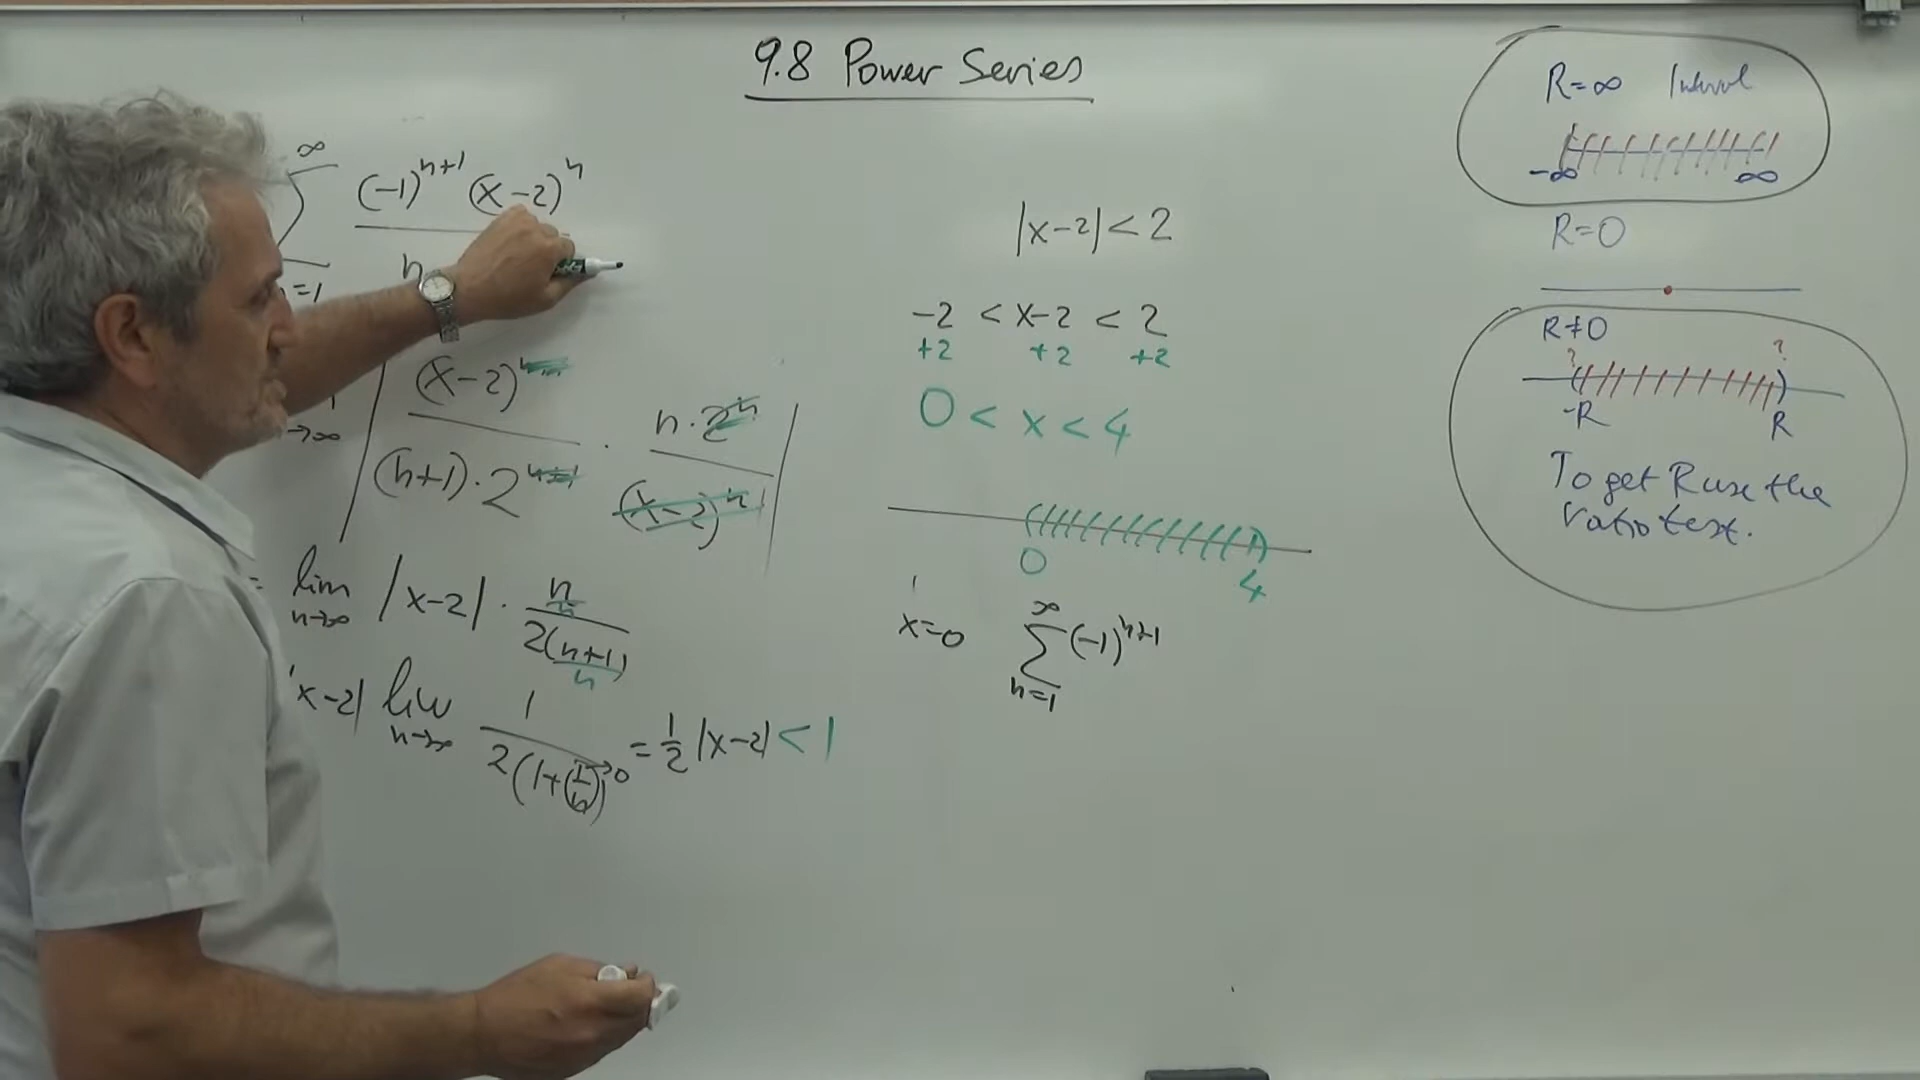 9.8 Power Series
∞
(-1)^{n+1} (x-2)^n
n
n=1
(x-2)
n·2^n
→∞
(n+1)·2^{n+1}
(x-2)^n
= lim |x-2| · n/n
n→∞ 2(n+1)/n
x-2| lim 1
n→∞ 2(1+(1/n)) →0 = 1/2 |x-2| < 1
|x-2| < 2
-2 < x-2 < 2
+2 +2 +2
0 < x < 4
0 4
∞
x=0 ∑ (-1)^{n+1}
n=1
R=∞ Interval
-∞ ∞
R=0
R≠0
? ?
-R R
To get R use the
ratio test.